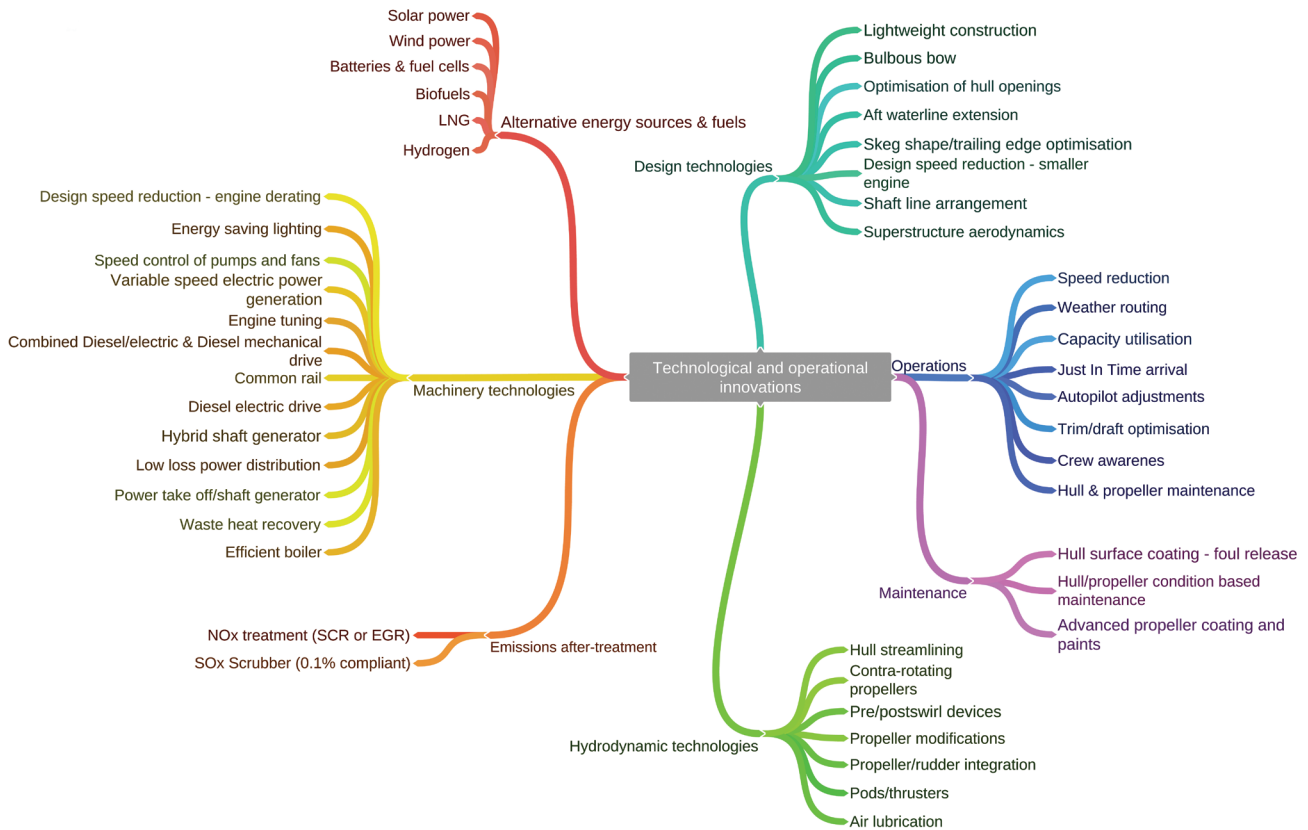 Technological and operational
innovations
Alternative energy sources & fuels
Solar power
Wind power
Batteries & fuel cells
Biofuels
LNG
Hydrogen
Machinery technologies
Design speed reduction - engine derating
Energy saving lighting
Speed control of pumps and fans
Variable speed electric power
generation
Engine tuning
Combined Diesel/electric & Diesel mechanical
drive
Common rail
Diesel electric drive
Hybrid shaft generator
Low loss power distribution
Power take off/shaft generator
Waste heat recovery
Efficient boiler
Emissions after-treatment
NOx treatment (SCR or EGR)
SOx Scrubber (0.1% compliant)
Design technologies
Lightweight construction
Bulbous bow
Optimisation of hull openings
Aft waterline extension
Skeg shape/trailing edge optimisation
Design speed reduction - smaller
engine
Shaft line arrangement
Superstructure aerodynamics
Operations
Speed reduction
Weather routing
Capacity utilisation
Just In Time arrival
Autopilot adjustments
Trim/draft optimisation
Crew awarenes
Hull & propeller maintenance
Maintenance
Hull surface coating - foul release
Hull/propeller condition based
maintenance
Advanced propeller coating and
paints
Hydrodynamic technologies
Hull streamlining
Contra-rotating
propellers
Pre/postswirl devices
Propeller modifications
Propeller/rudder integration
Pods/thrusters
Air lubrication